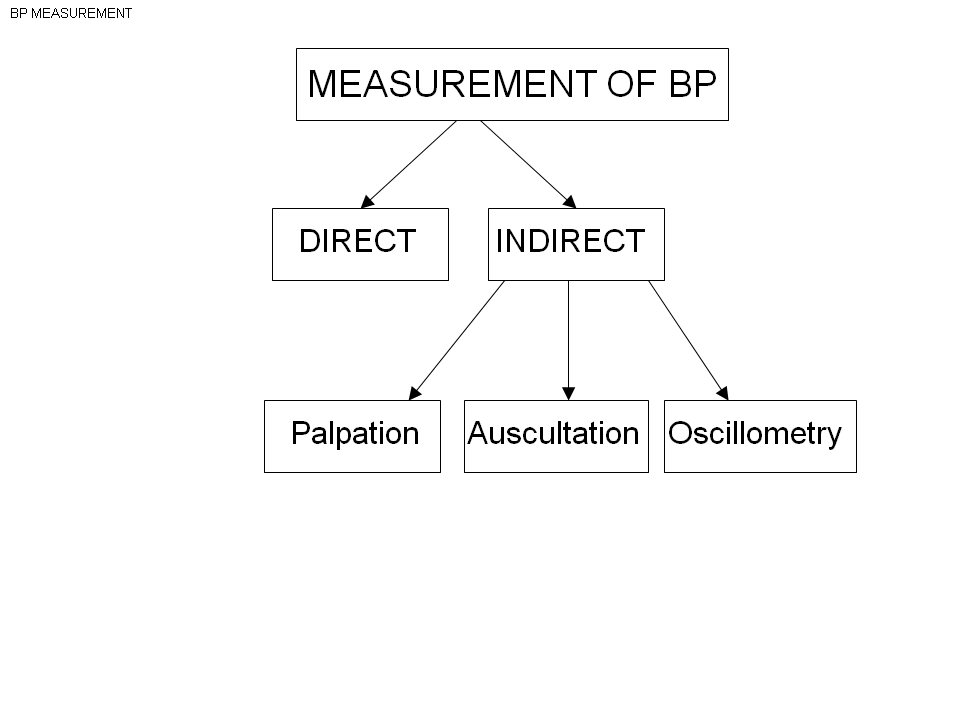 BP MEASUREMENT
MEASUREMENT OF BP
DIRECT
INDIRECT
Palpation
Auscultation
Oscillometry